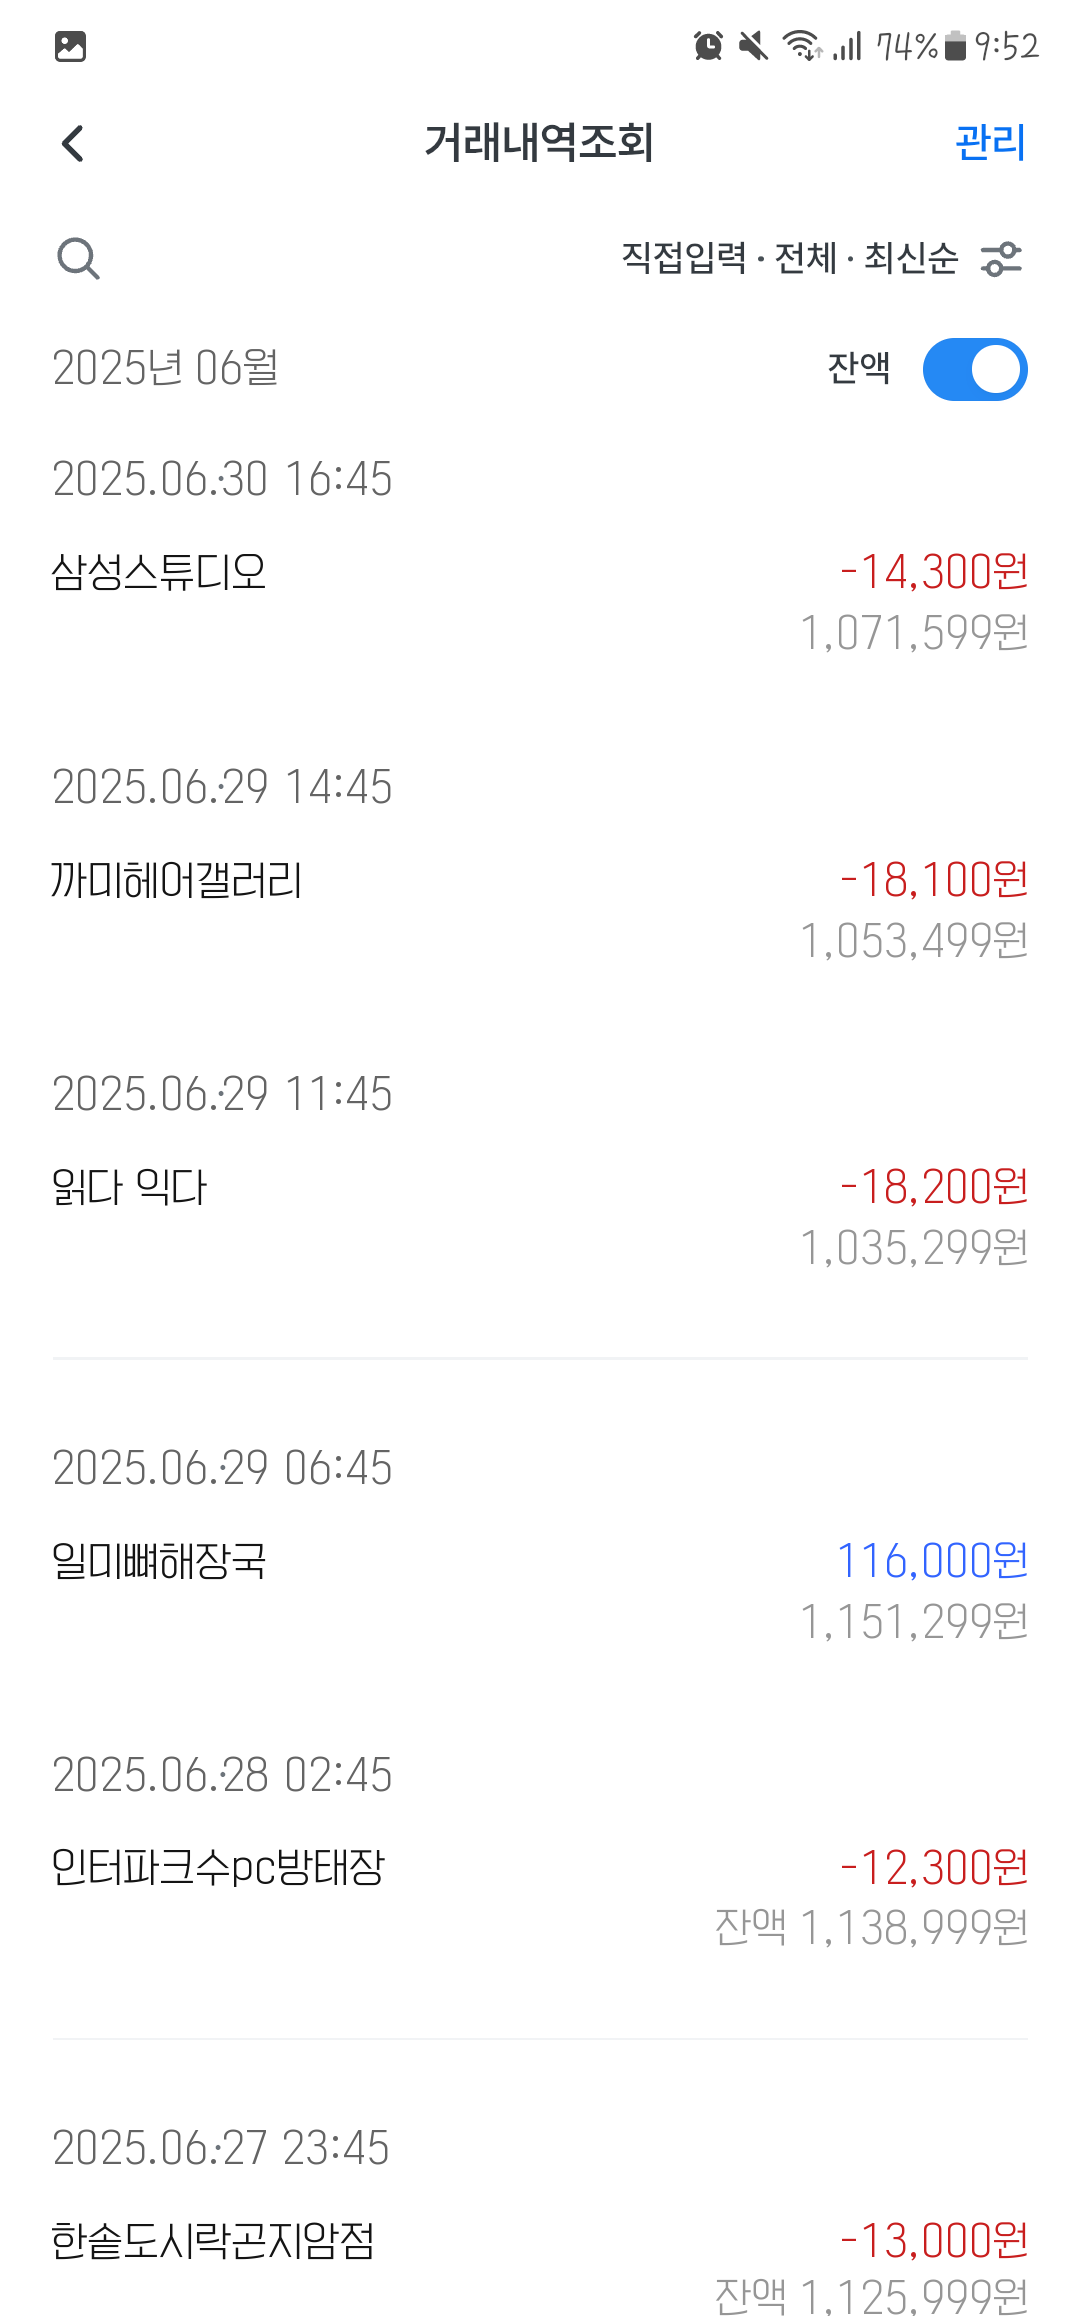 74% 9:52
거래내역조회 관리
직접입력 · 전체 · 최신순
2025년 06월 잔액
2025.06.30 16:45
삼성스튜디오 -14,300원
1,071,599원
2025.06.29 14:45
까미헤어갤러리 -18,100원
1,053,499원
2025.06.29 11:45
읽다 익다 -18,200원
1,035,299원
2025.06.29 06:45
일미뼈해장국 116,000원
1,151,299원
2025.06.28 02:45
인터파크수pc방태장 -12,300원
잔액 1,138,999원
2025.06.27 23:45
한솥도시락곤지암점 -13,000원
잔액 1,125,999원